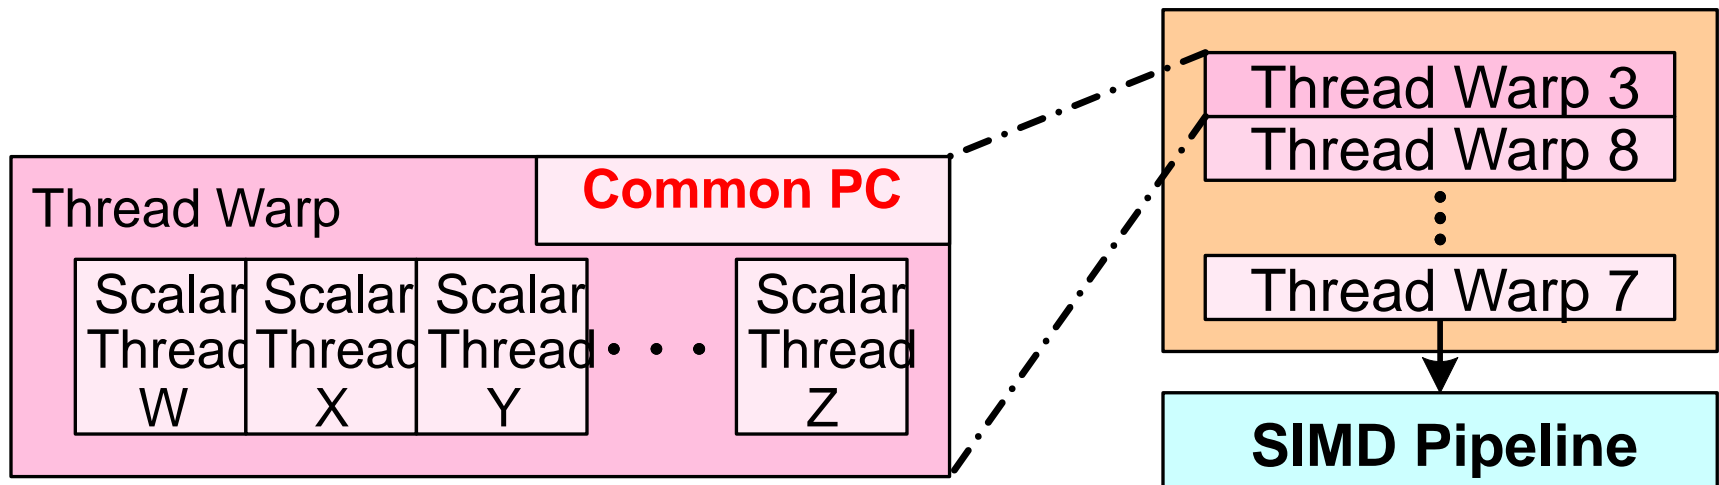 Thread Warp
Common PC
Scalar Thread W
Scalar Thread X
Scalar Thread Y
Scalar Thread Z
Thread Warp 3
Thread Warp 8
Thread Warp 7
SIMD Pipeline